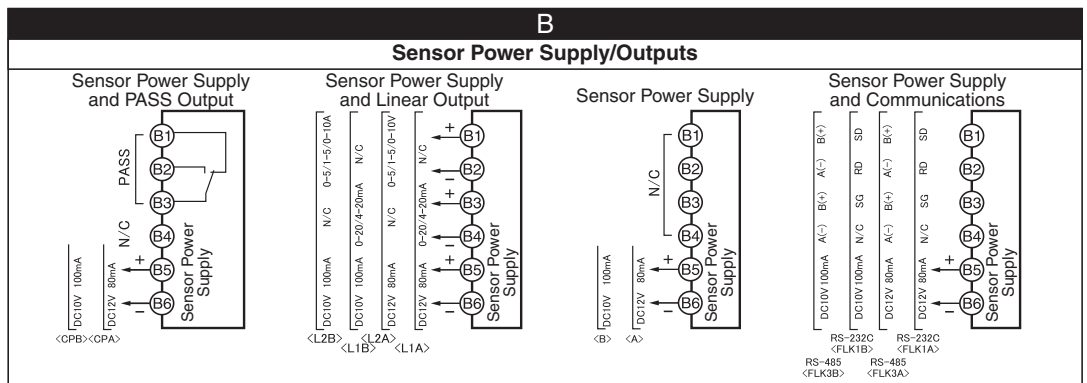 B
Sensor Power Supply/Outputs
Sensor Power Supply
and PASS Output
PASS
N/C
B1
B2
B3
B4
B5
B6
+
−
Sensor Power
Supply
DC10V 100mA
DC12V 80mA
<CPB>
<CPA>
Sensor Power Supply
and Linear Output
0-5/1-5/0-10A
N/C
DC10V 100mA
<L2B>
N/C
0-20/4-20mA
DC10V 100mA
<L1B>
0-5/1-5/0-10V
N/C
DC12V 80mA
<L2A>
N/C
0-20/4-20mA
DC12V 80mA
<L1A>
+
−
+
−
+
−
B1
B2
B3
B4
B5
B6
Sensor Power
Supply
Sensor Power Supply
N/C
B1
B2
B3
B4
B5
B6
+
−
Sensor Power
Supply
DC10V 100mA
DC12V 80mA
<B>
<A>
Sensor Power Supply
and Communications
B(+)
A(-)
B(+)
A(-)
DC10V 100mA
RS-485
<FLK3B>
SD
RD
SG
N/C
DC10V 100mA
RS-232C
<FLK1B>
B(+)
A(-)
B(+)
A(-)
DC12V 80mA
RS-485
<FLK3A>
SD
RD
SG
N/C
DC12V 80mA
RS-232C
<FLK1A>
B1
B2
B3
B4
B5
B6
+
−
Sensor Power
Supply